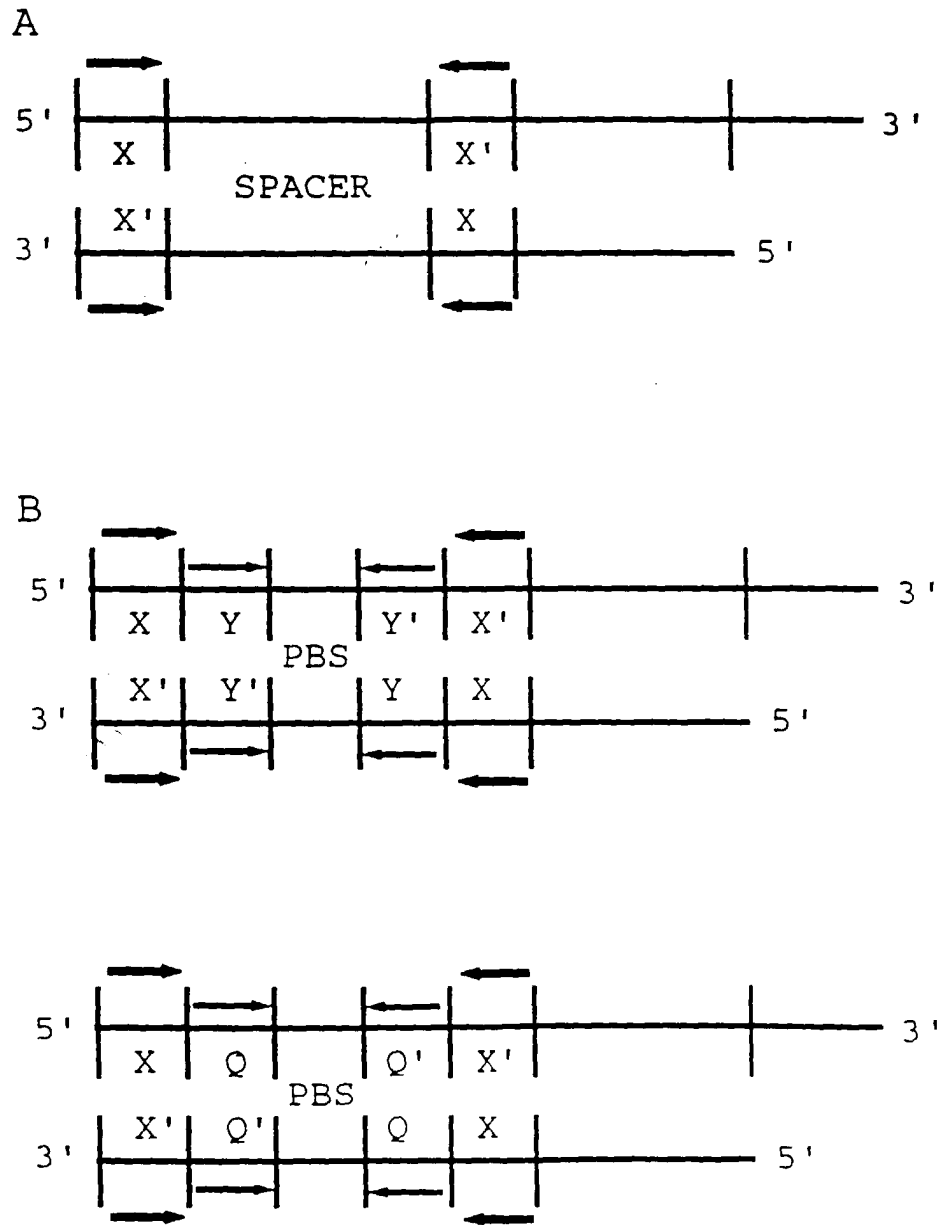 A
5' 3'
X X'
SPACER
X' X
3' 5'
B
5' 3'
X Y Y' X'
PBS
X' Y' Y X
3' 5'
5' 3'
X Q Q' X'
PBS
X' Q' Q X
3' 5'